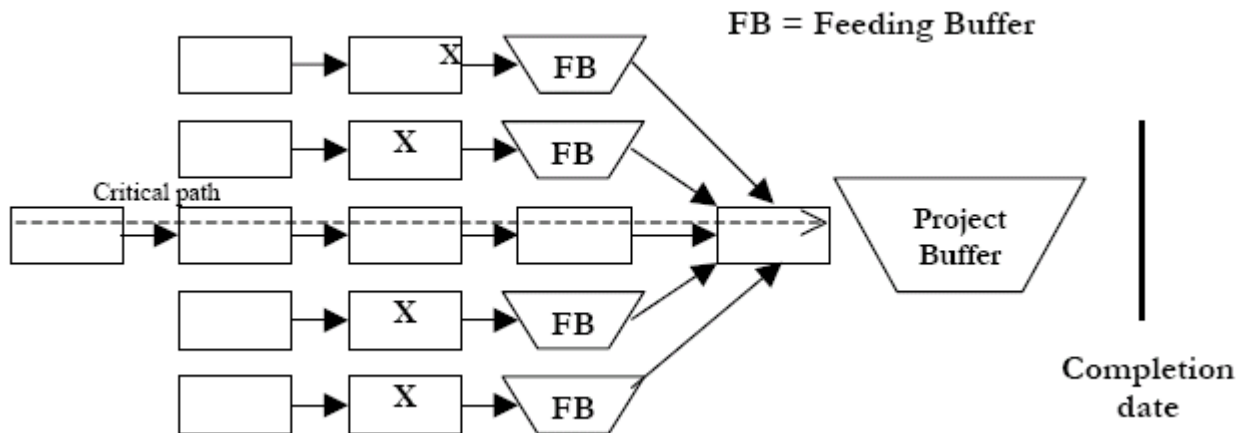 FB = Feeding Buffer
X
FB
X
FB
Critical path
Project
Buffer
X
FB
X
FB
Completion
date